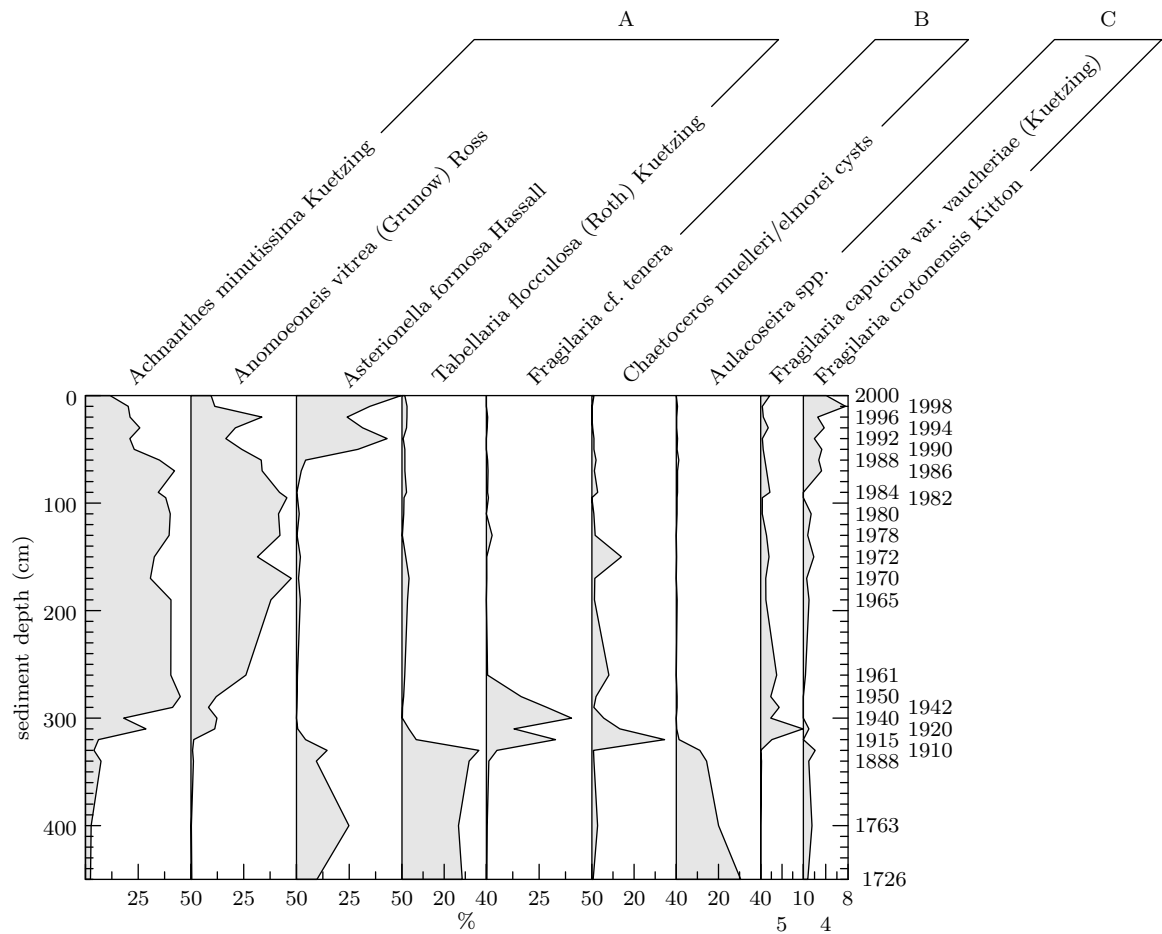 A B C
Achnanthes minutissima Kuetzing
Anomoeoneis vitrea (Grunow) Ross
Asterionella formosa Hassall
Tabellaria flocculosa (Roth) Kuetzing
Fragilaria cf. tenera
Chaetoceros muelleri/elmorei cysts
Aulacoseira spp.
Fragilaria capucina var. vaucheriae (Kuetzing)
Fragilaria crotonensis Kitton
sediment depth (cm)
0
100
200
300
400
2000
1998
1996
1994
1992
1990
1988
1986
1984
1982
1980
1978
1972
1970
1965
1961
1950
1942
1940
1920
1915
1910
1888
1763
1726
25 50 25 50 25 50 20 40 25 50 20 40 20 40 10 8
5 4
%